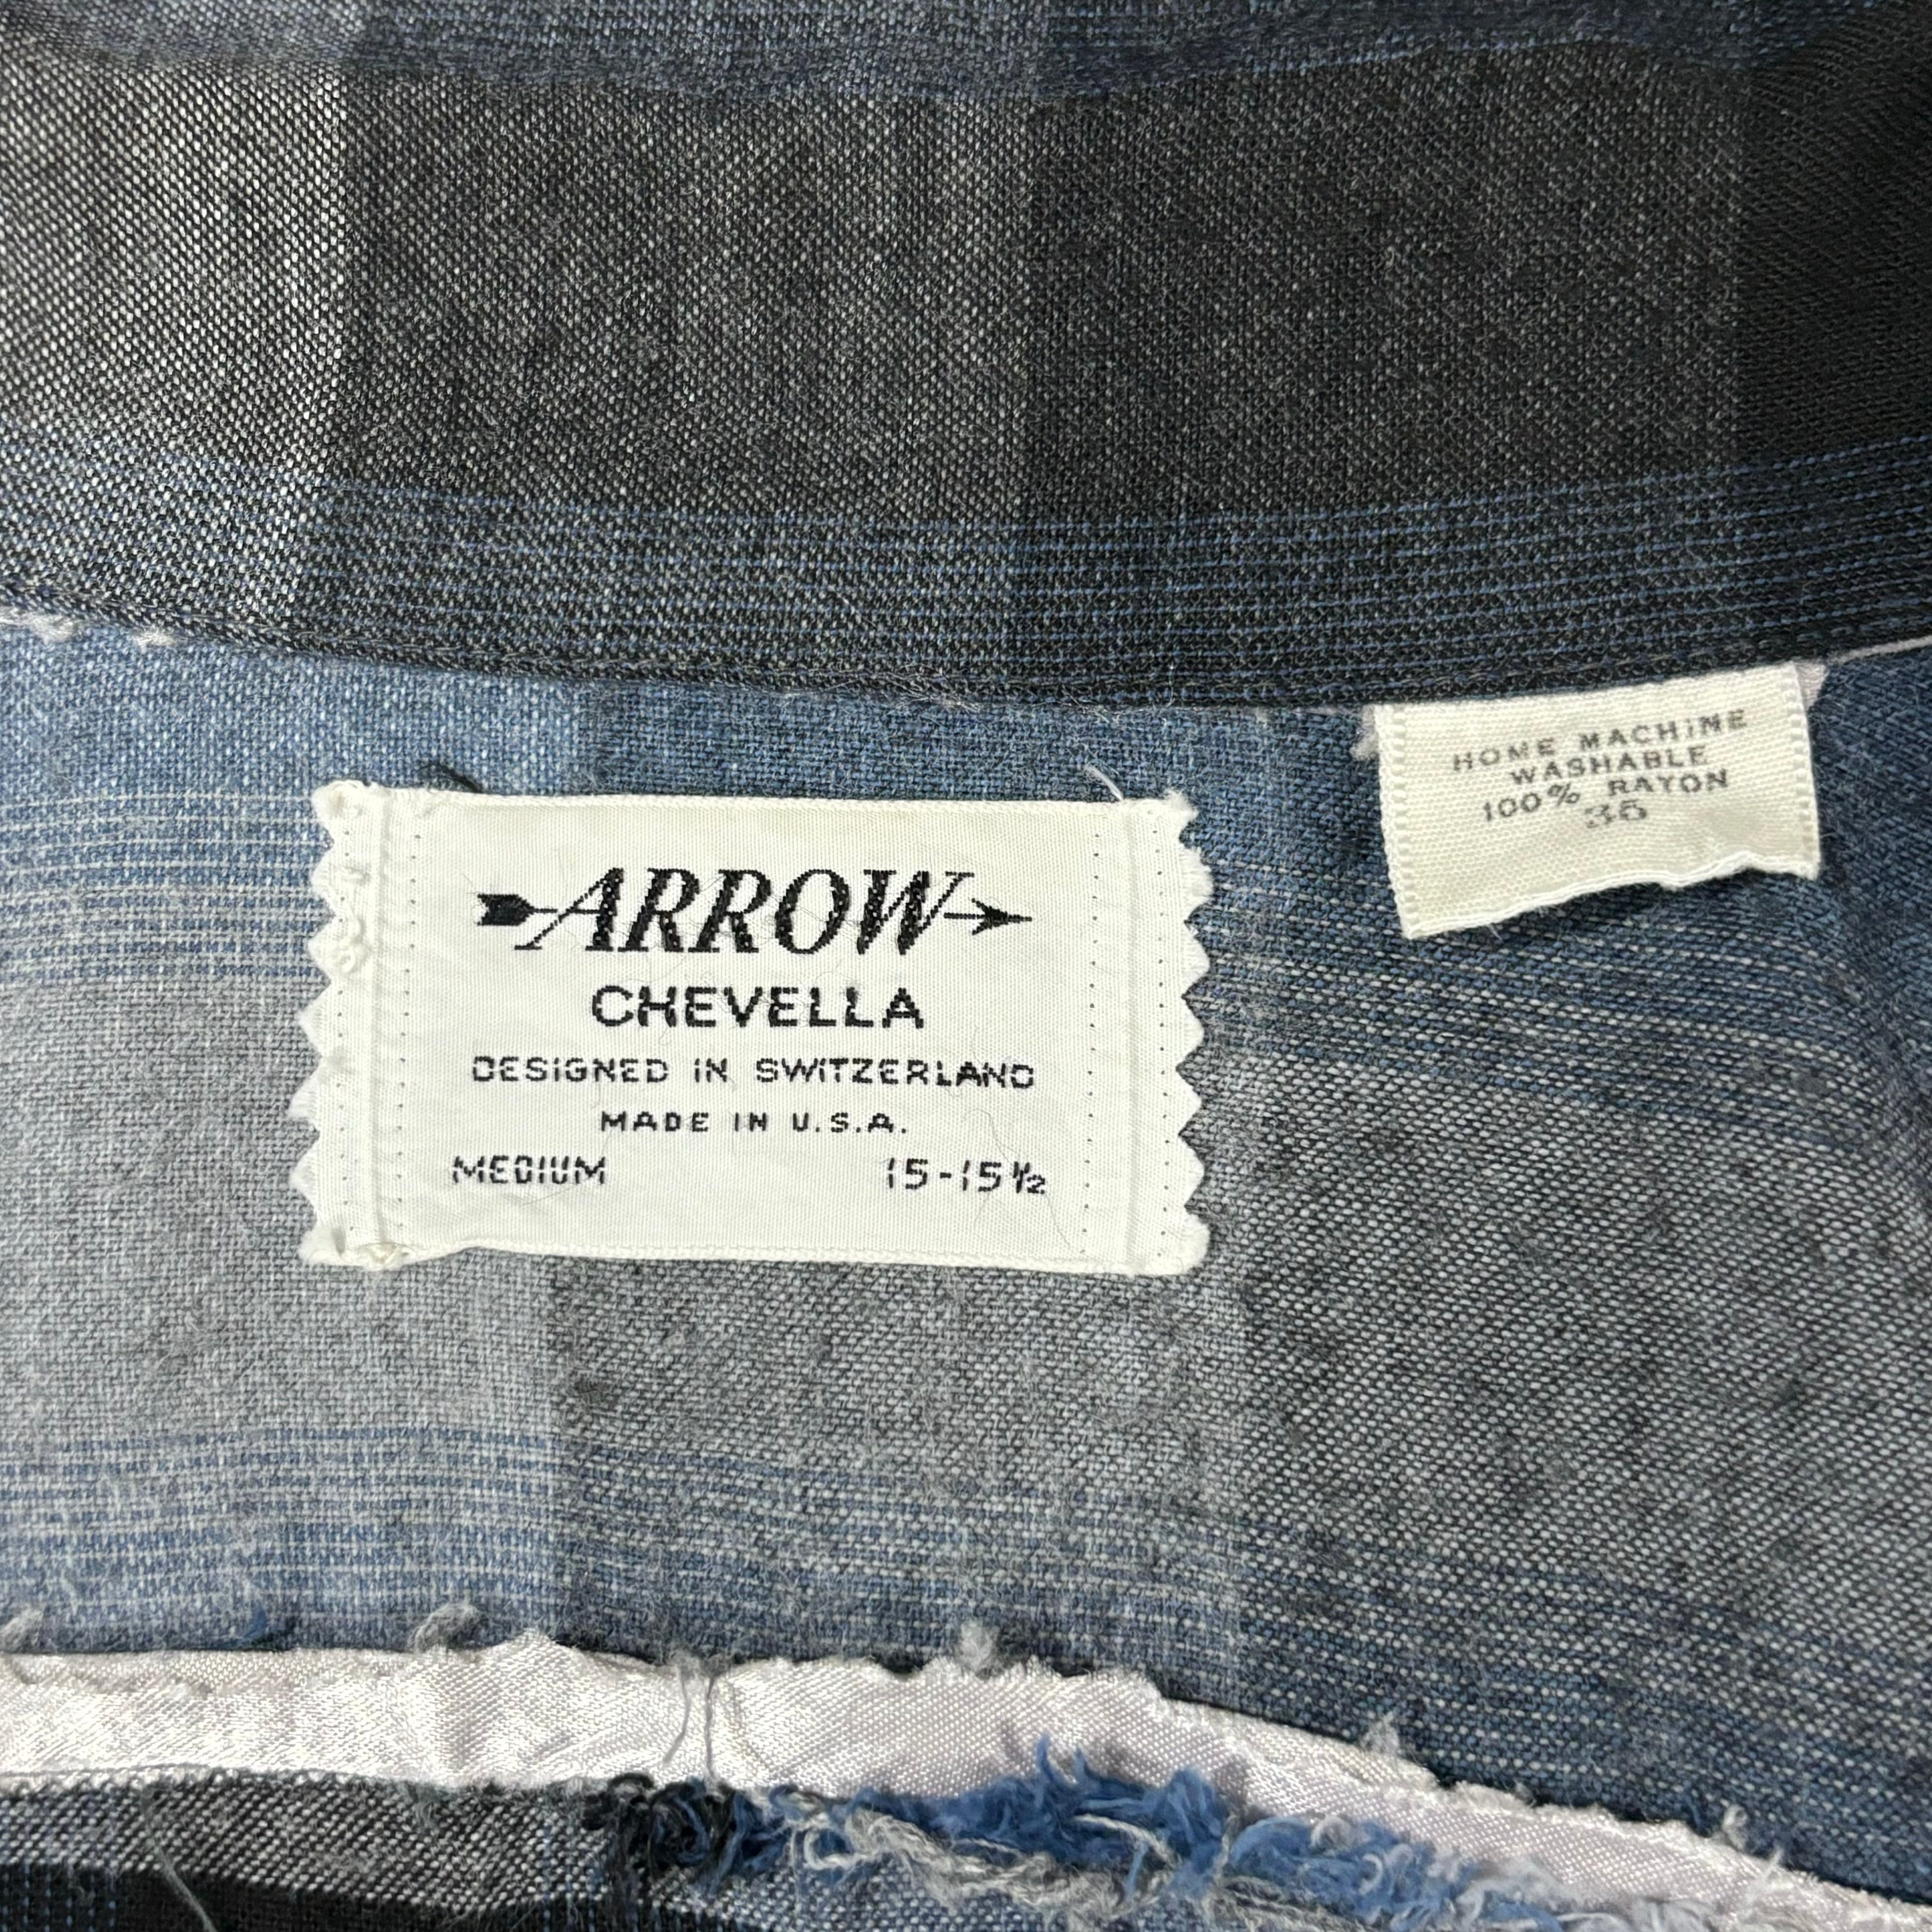 ARROW
CHEVELLA
DESIGNED IN SWITZERLAND
MADE IN U.S.A.
MEDIUM 15-15½
HOME MACHINE
WASHABLE
100% RAYON
36